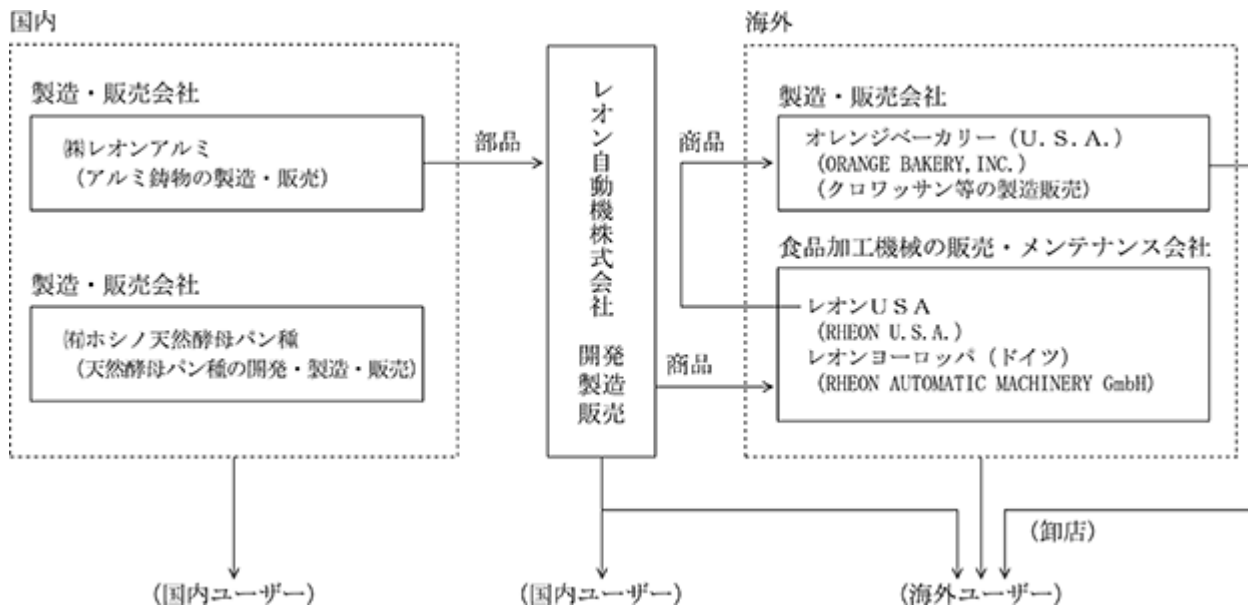 国内
製造・販売会社
㈱レオンアルミ
(アルミ鋳物の製造・販売)
製造・販売会社
㈲ホシノ天然酵母パン種
(天然酵母パン種の開発・製造・販売)
部品
レオン自動機株式会社
開発
製造
販売
商品
商品
海外
製造・販売会社
オレンジベーカリー(U.S.A.)
(ORANGE BAKERY,INC.)
(クロワッサン等の製造販売)
食品加工機械の販売・メンテナンス会社
レオンUSA
(RHEON U.S.A.)
レオンヨーロッパ(ドイツ)
(RHEON AUTOMATIC MACHINERY GmbH)
(卸店)
(国内ユーザー)
(国内ユーザー)
(海外ユーザー)